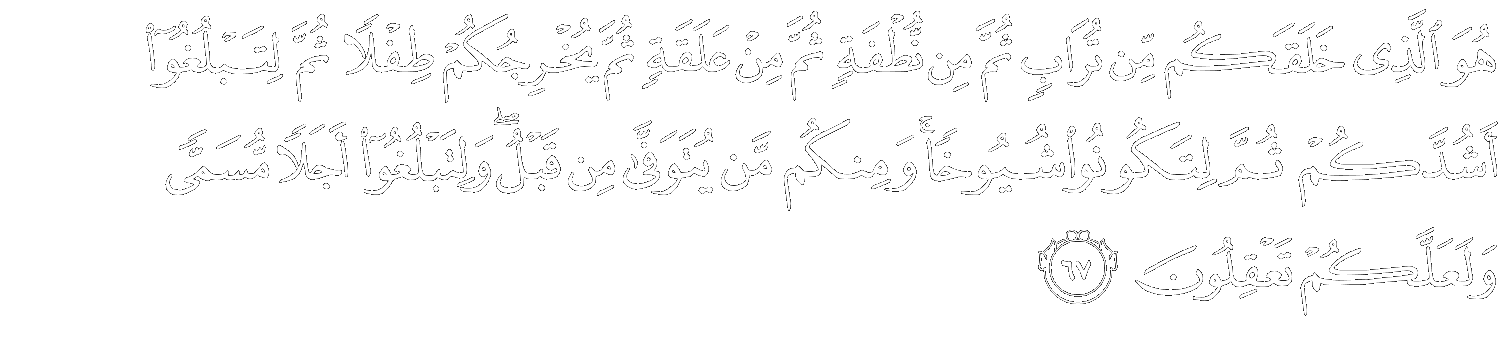 هُوَ ٱلَّذِى خَلَقَكُم مِّن تُرَابٍ ثُمَّ مِن نُّطْفَةٍ ثُمَّ مِنْ عَلَقَةٍ ثُمَّ يُخْرِجُكُمْ طِفْلًا ثُمَّ لِتَبْلُغُوٓا۟
أَشُدَّكُمْ ثُمَّ لِتَكُونُوا۟ شُيُوخًا ۚ وَمِنكُم مَّن يُتَوَفَّىٰ مِن قَبْلُ ۖ وَلِتَبْلُغُوٓا۟ أَجَلًا مُّسَمًّى
وَلَعَلَّكُمْ تَعْقِلُونَ ٦٧